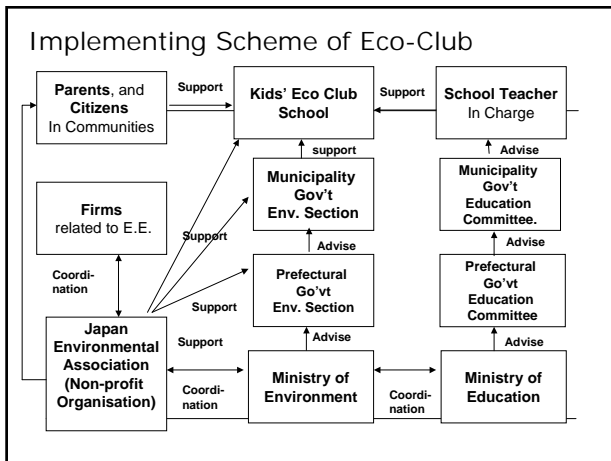 Implementing Scheme of Eco-Club
Parents, and
Citizens
In Communities
Support
Kids' Eco Club
School
Support
School Teacher
In Charge
support
Advise
Firms
related to E.E.
Municipality
Gov't
Env. Section
Municipality
Gov't
Education
Committee.
Support
Advise
Advise
Coordi-
nation
Prefectural
Go'vt
Env. Section
Prefectural
Go'vt
Education
Committee
Support
Japan
Environmental
Association
(Non-profit
Organisation)
Support
Advise
Advise
Coordi-
nation
Ministry of
Environment
Coordi-
nation
Ministry of
Education